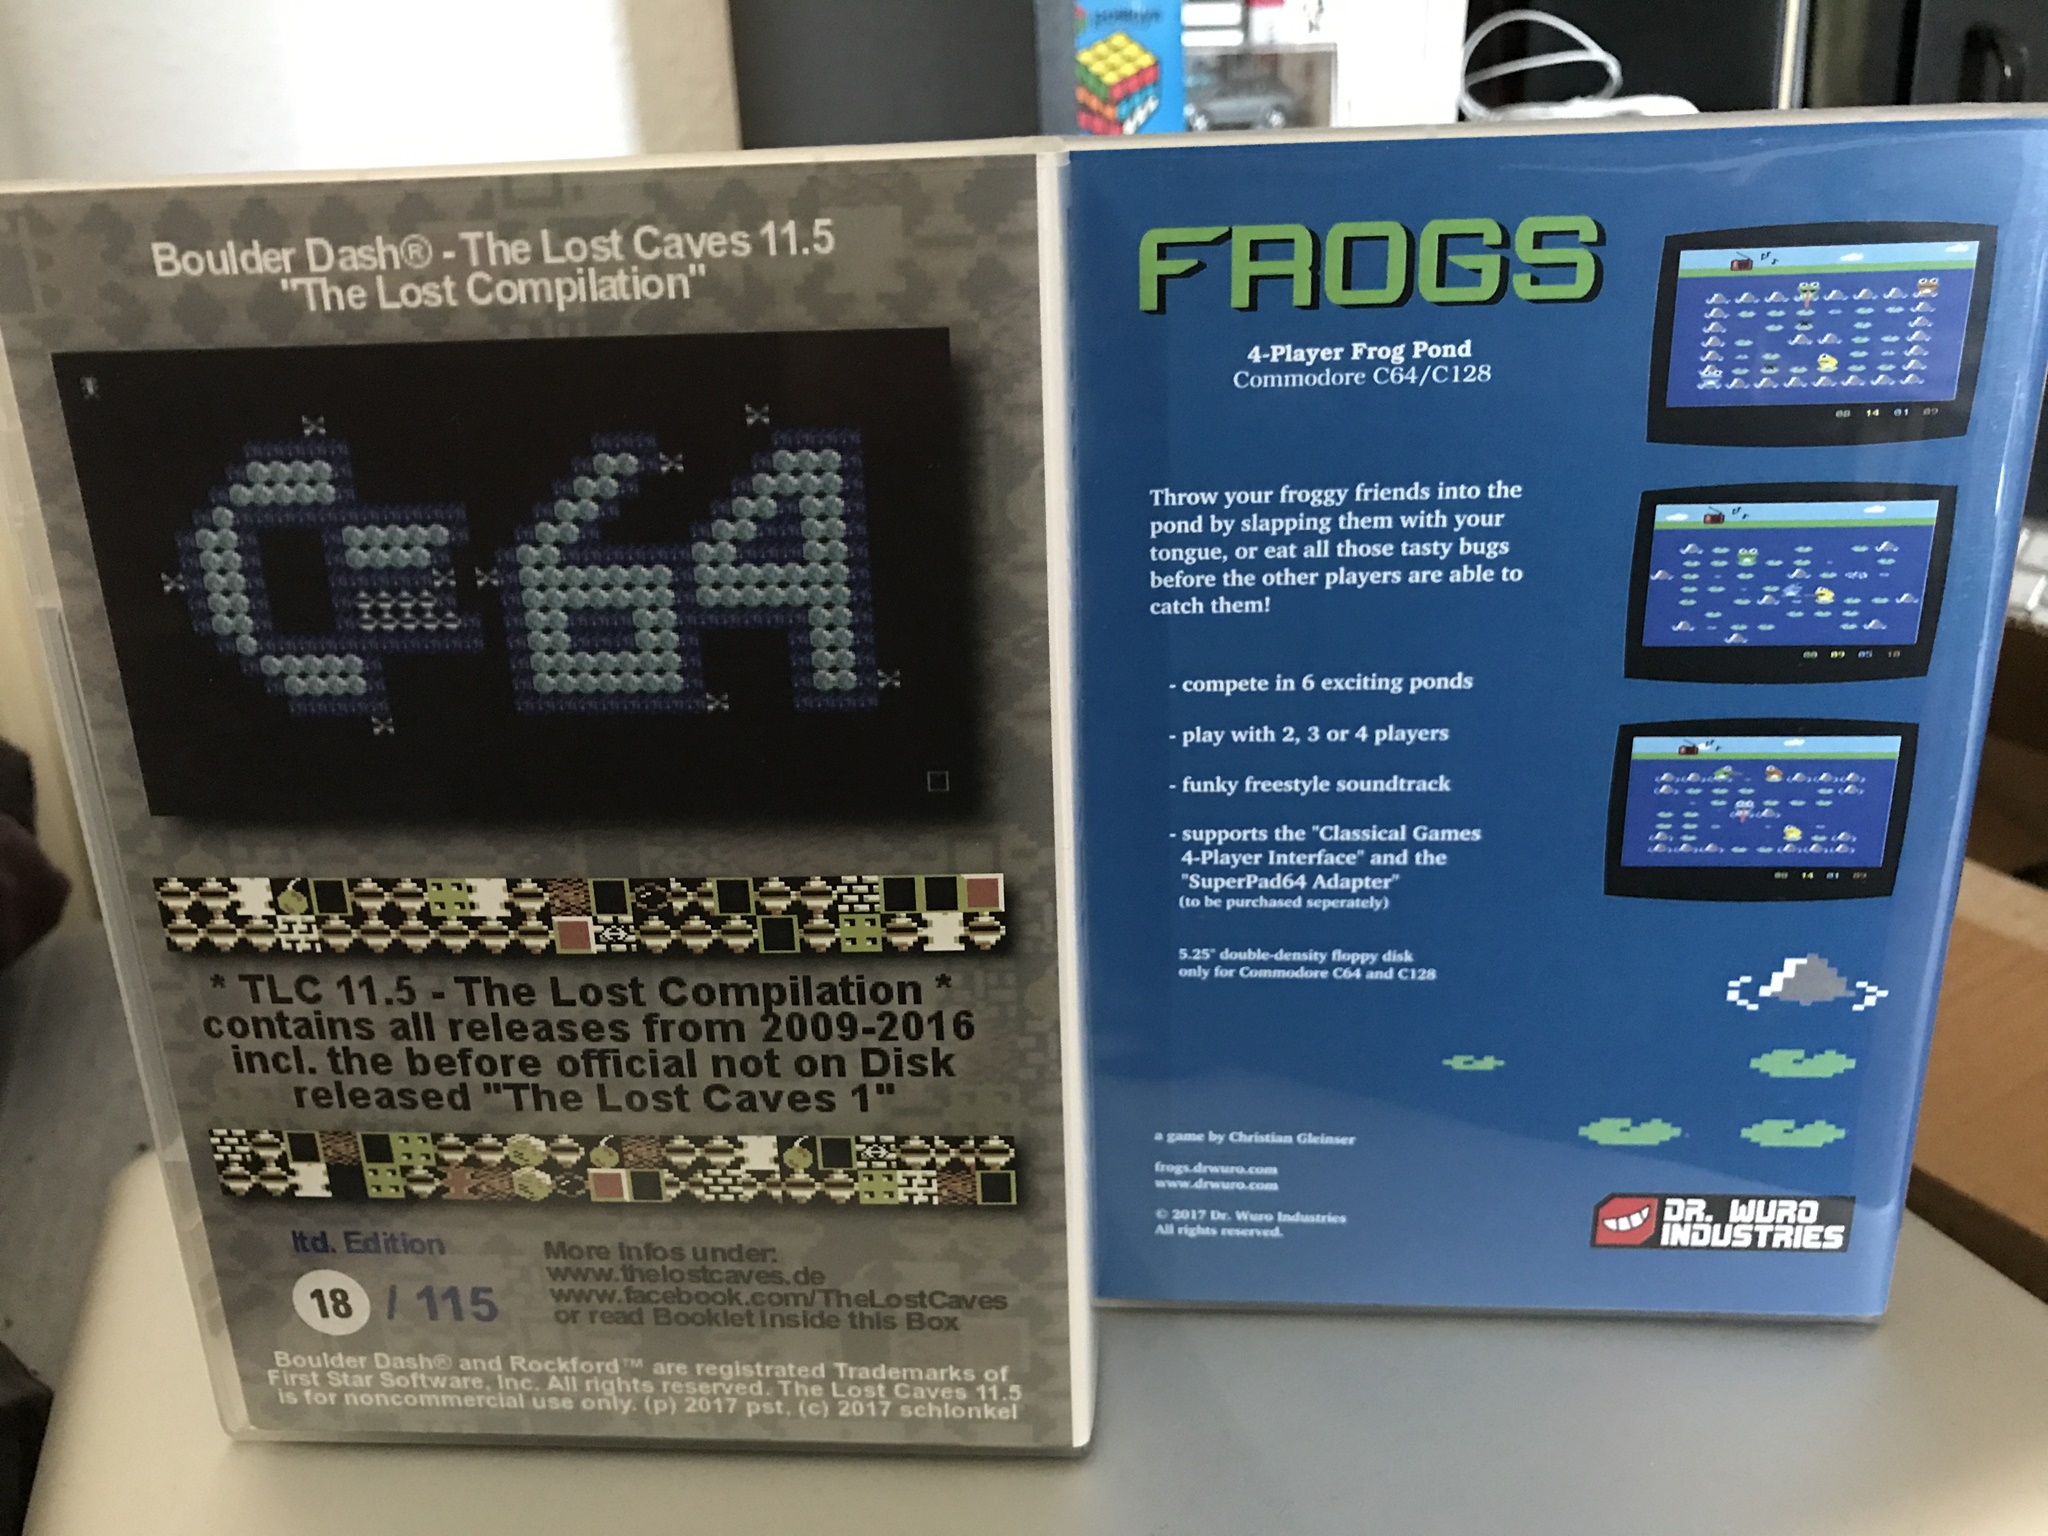 Boulder Dash® - The Lost Caves 11.5
"The Lost Compilation"
* TLC 11.5 - The Lost Compilation *
contains all releases from 2009-2016
incl. the before official not on Disk
released "The Lost Caves 1"
ltd. Edition
18 / 115
More Infos under:
www.thelostcaves.de
www.facebook.com/TheLostCaves
or read Booklet inside this Box
Boulder Dash® and Rockford™ are registrated Trademarks of
First Star Software, Inc. All rights reserved. The Lost Caves 11.5
is for noncommercial use only. (p) 2017 pst, (c) 2017 schlonkel
FROGS
4-Player Frog Pond
Commodore C64/C128
Throw your froggy friends into the
pond by slapping them with your
tongue, or eat all those tasty bugs
before the other players are able to
catch them!
- compete in 6 exciting ponds
- play with 2, 3 or 4 players
- funky freestyle soundtrack
- supports the "Classical Games
4-Player Interface" and the
"SuperPad64 Adapter"
(to be purchased seperately)
5.25" double-density floppy disk
only for Commodore C64 and C128
a game by Christian Gleinser
frogs.drwuro.com
www.drwuro.com
© 2017 Dr. Wuro Industries
All rights reserved.
DR. WURO
INDUSTRIES